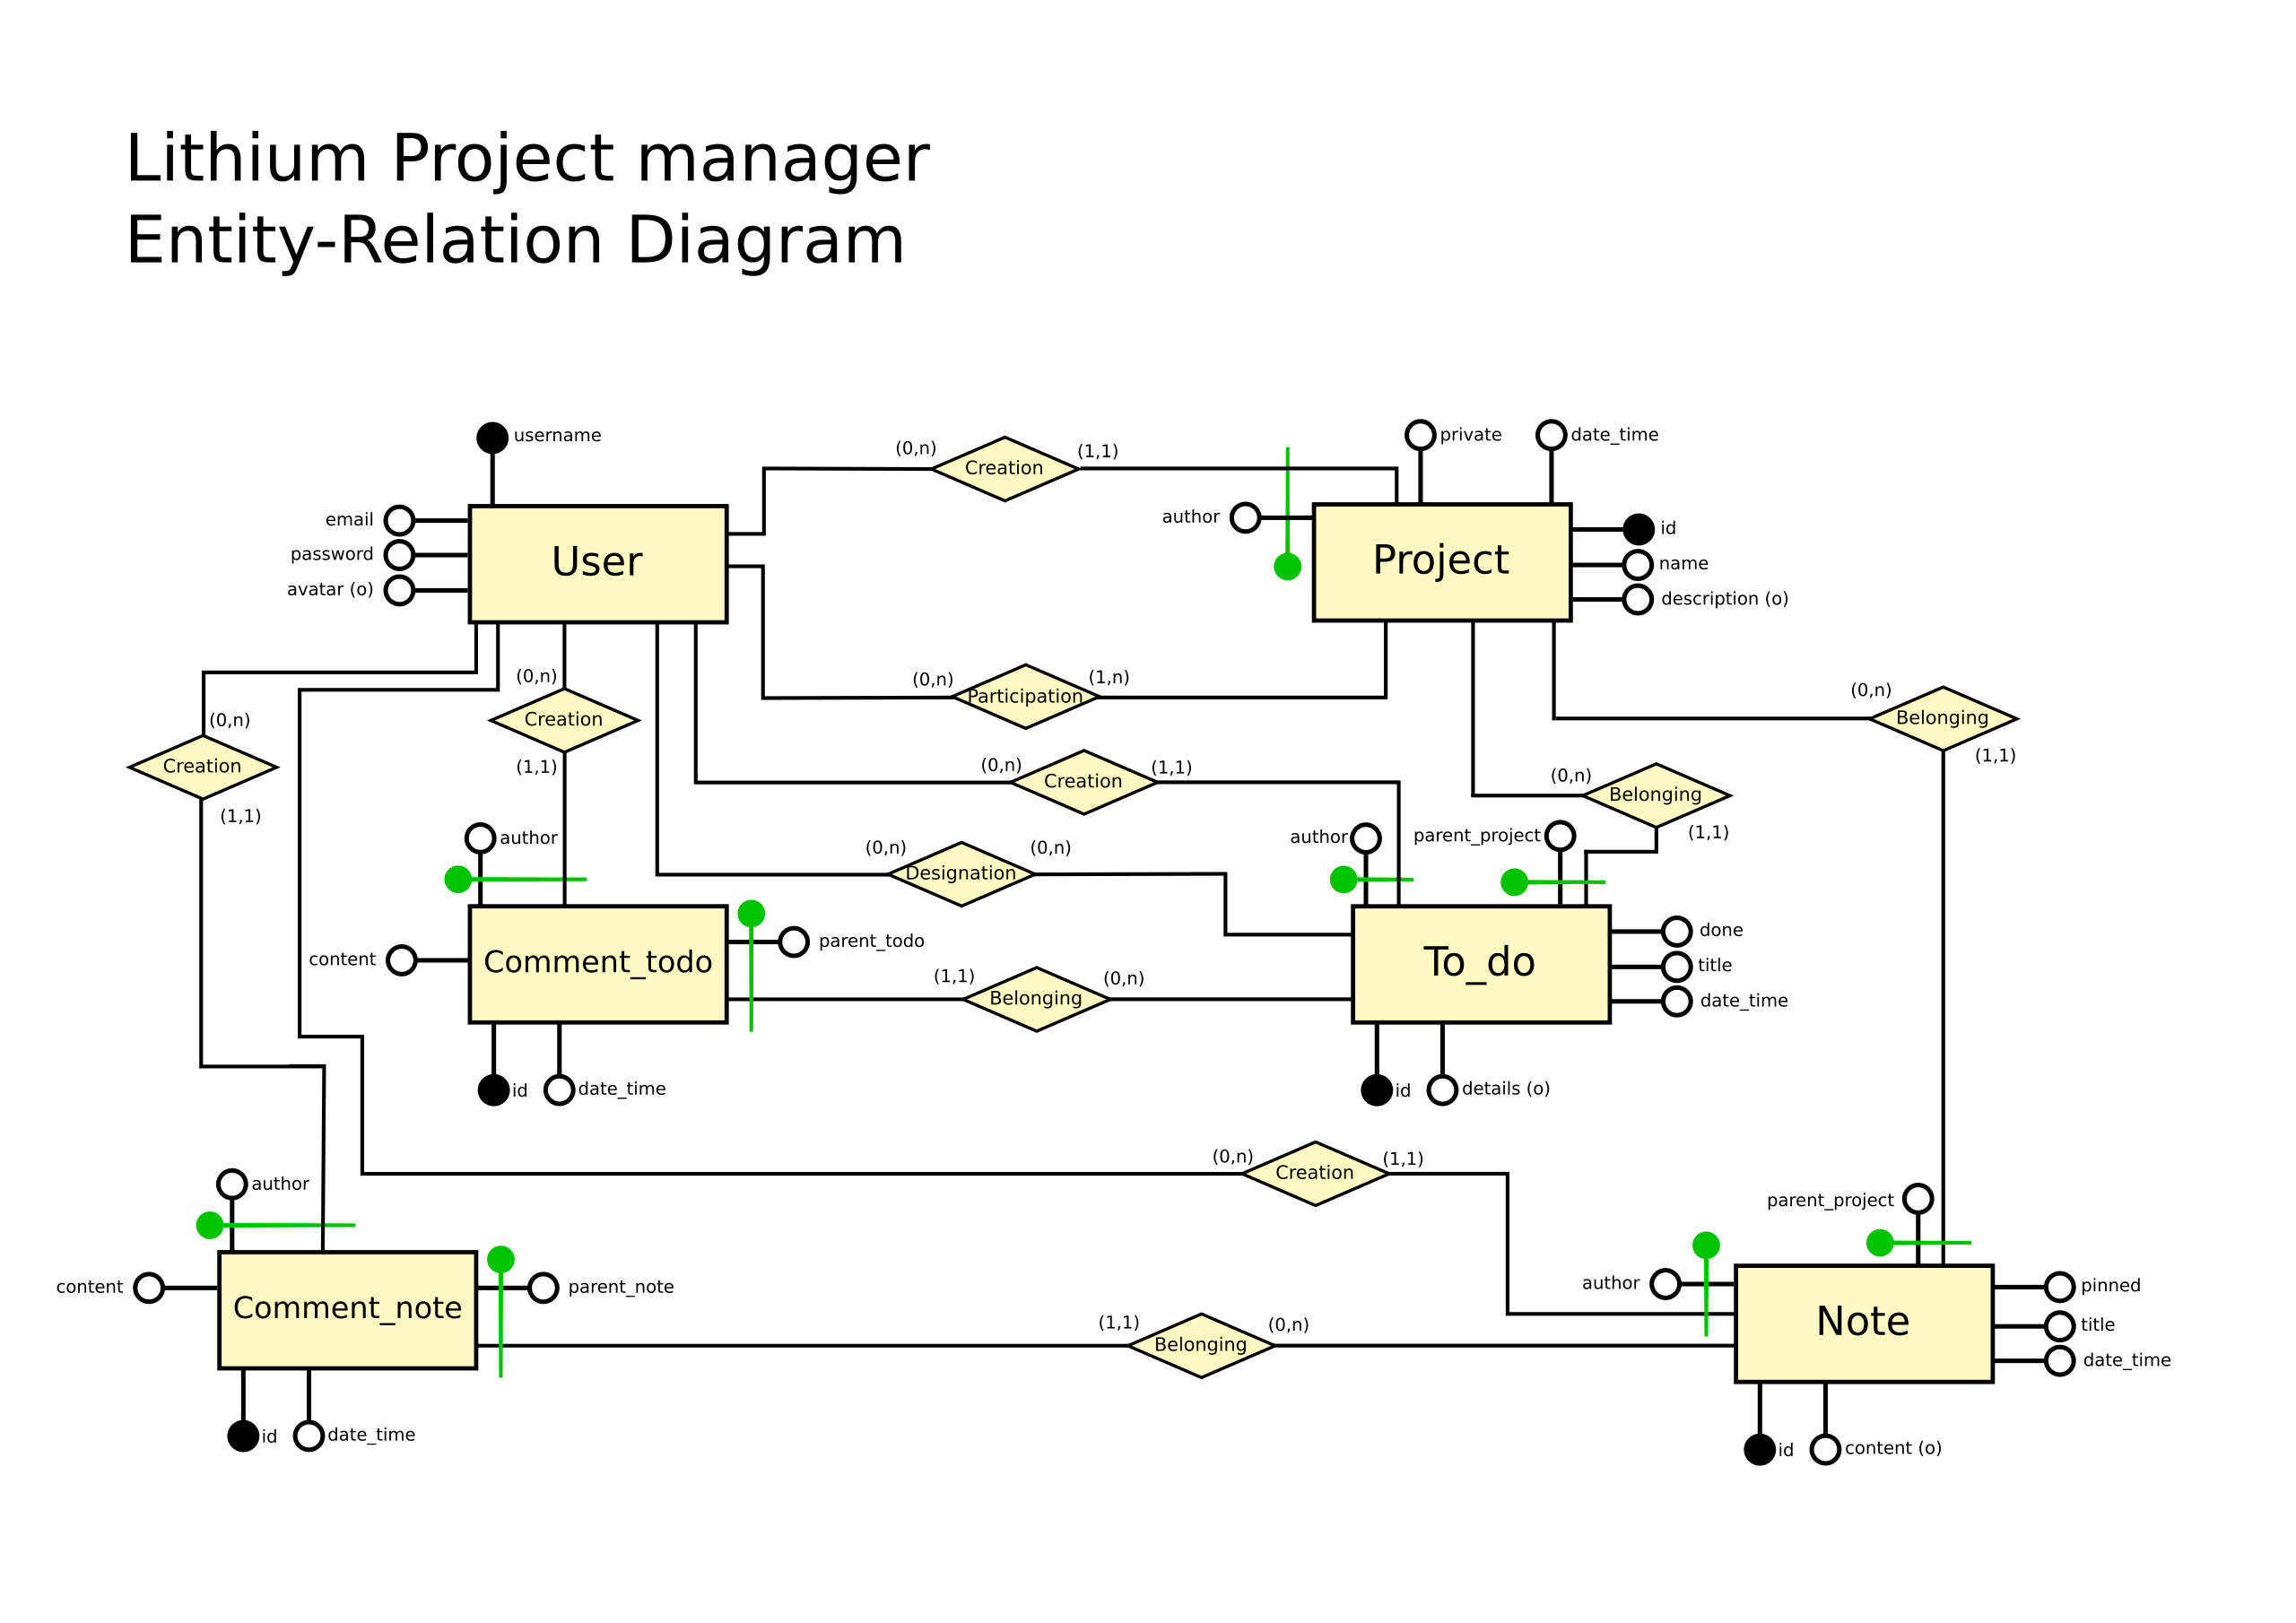 Lithium Project manager
Entity-Relation Diagram
username
email
password
avatar (o)
User
(0,n)
Creation
(1,1)
private
date_time
author
Project
id
name
description (o)
(0,n)
Participation
(1,n)
(0,n)
Creation
(1,1)
(0,n)
Creation
(1,1)
(0,n)
Creation
(1,1)
(0,n)
Belonging
(1,1)
(0,n)
Belonging
(1,1)
(0,n)
Designation
(0,n)
author
content
Comment_todo
parent_todo
id
date_time
(1,1)
Belonging
(0,n)
author
parent_project
To_do
done
title
date_time
id
details (o)
(0,n)
Creation
(1,1)
author
content
Comment_note
parent_note
id
date_time
(1,1)
Belonging
(0,n)
parent_project
author
Note
pinned
title
date_time
id
content (o)